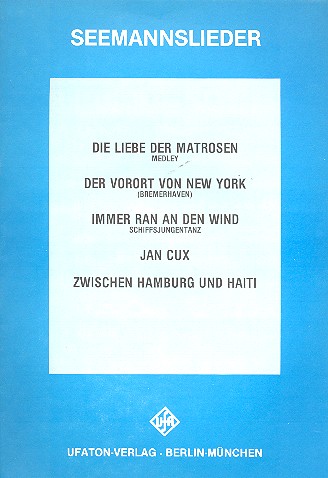 SEEMANNSLIEDER
DIE LIEBE DER MATROSEN
MEDLEY
DER VORORT VON NEW YORK
(BREMERHAVEN)
IMMER RAN AN DEN WIND
SCHIFFSJUNGENTANZ
JAN CUX
ZWISCHEN HAMBURG UND HAITI
UFA
UFATON-VERLAG · BERLIN-MÜNCHEN